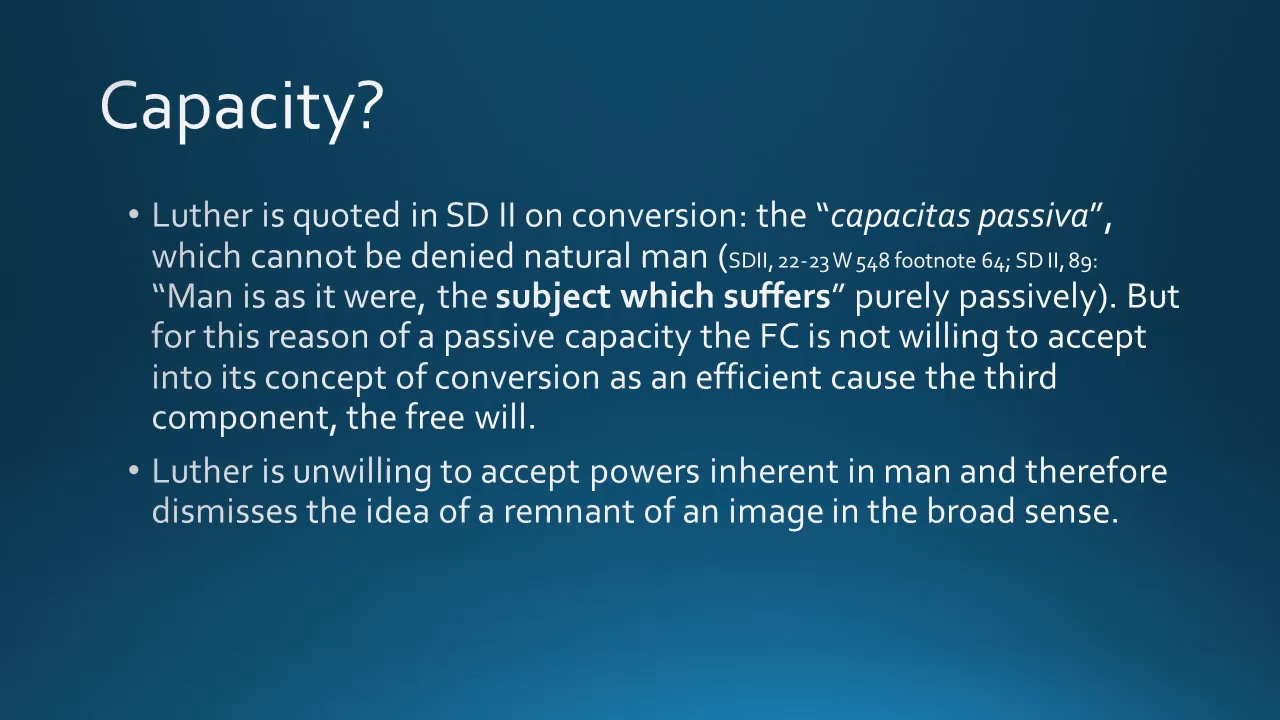 Capacity?
• Luther is quoted in SD II on conversion: the “capacitas passiva”,
which cannot be denied natural man (SDII, 22-23 W 548 footnote 64; SD II, 89:
“Man is as it were, the subject which suffers” purely passively). But
for this reason of a passive capacity the FC is not willing to accept
into its concept of conversion as an efficient cause the third
component, the free will.
• Luther is unwilling to accept powers inherent in man and therefore
dismisses the idea of a remnant of an image in the broad sense.